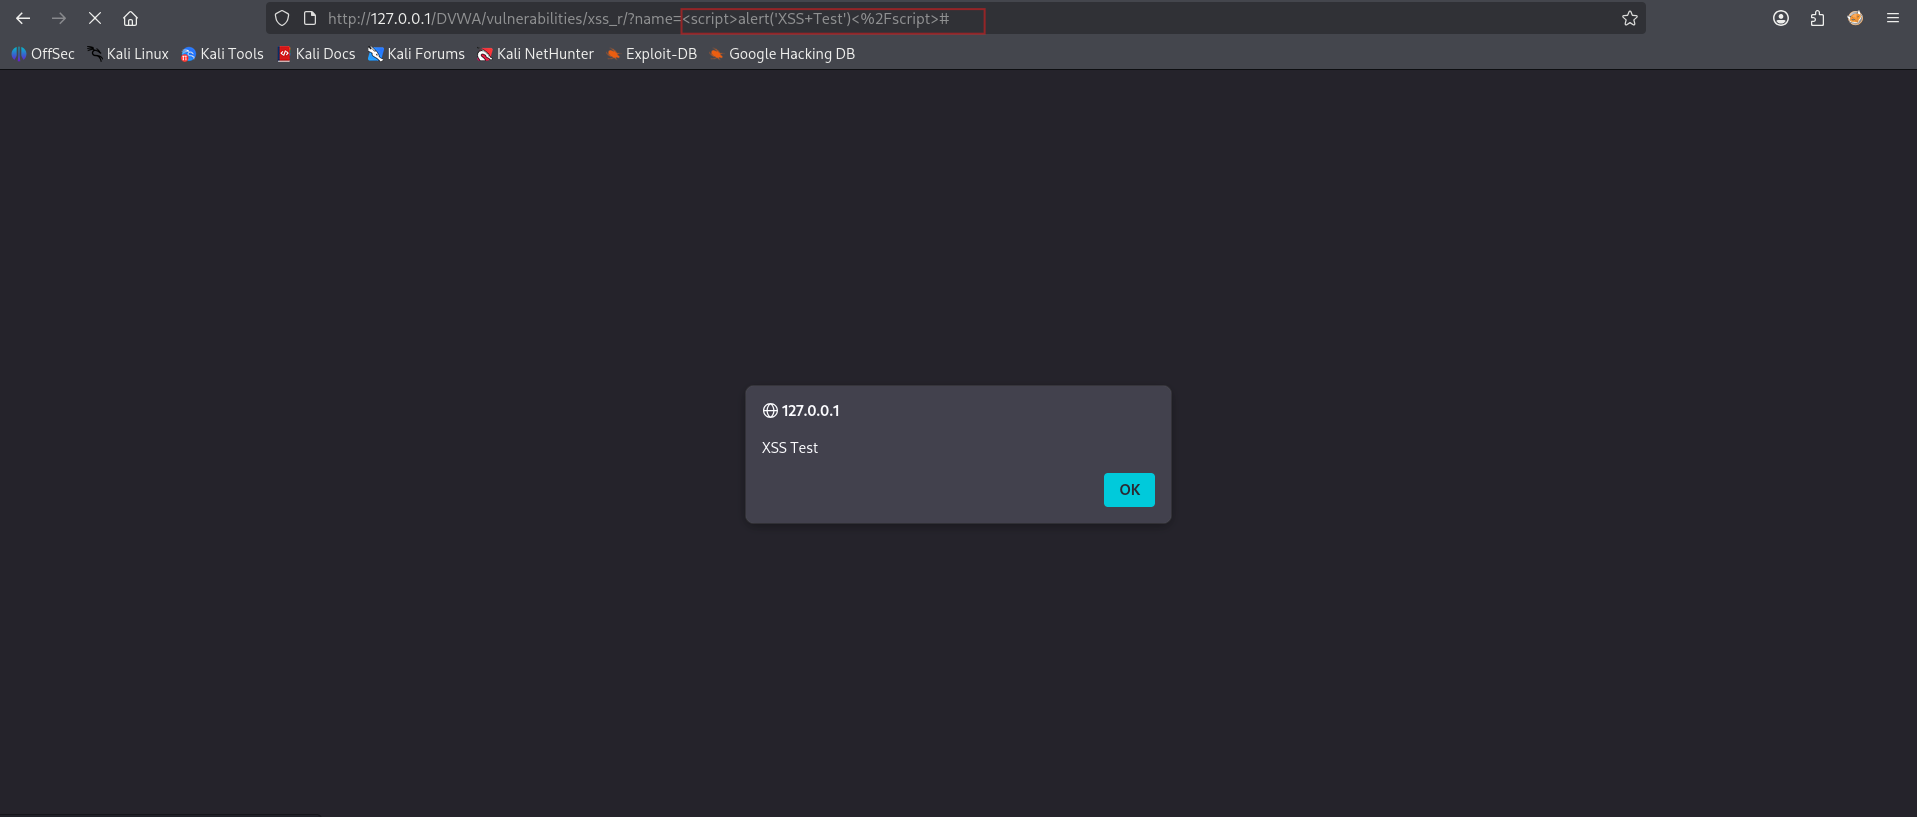 http://127.0.0.1/DVWA/vulnerabilities/xss_r/?name=<script>alert('XSS+Test')<%2Fscript>#
OffSec Kali Linux Kali Tools Kali Docs Kali Forums Kali NetHunter Exploit-DB Google Hacking DB
127.0.0.1
XSS Test
OK